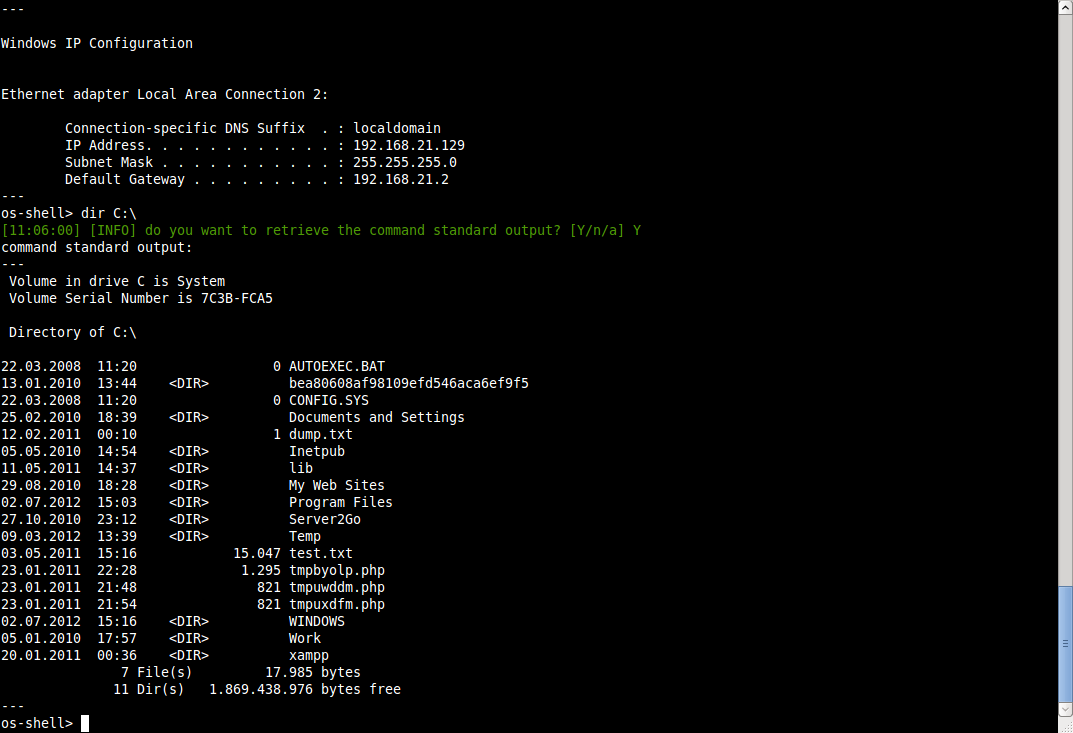 ---
Windows IP Configuration
Ethernet adapter Local Area Connection 2:
        Connection-specific DNS Suffix  . : localdomain
        IP Address. . . . . . . . . . . . : 192.168.21.129
        Subnet Mask . . . . . . . . . . . : 255.255.255.0
        Default Gateway . . . . . . . . . : 192.168.21.2
---
os-shell> dir C:\
[11:06:00] [INFO] do you want to retrieve the command standard output? [Y/n/a] Y
command standard output:
---
 Volume in drive C is System
 Volume Serial Number is 7C3B-FCA5
 Directory of C:\
22.03.2008  11:20                 0 AUTOEXEC.BAT
13.01.2010  13:44    <DIR>          bea80608af98109efd546aca6ef9f5
22.03.2008  11:20                 0 CONFIG.SYS
25.02.2010  18:39    <DIR>          Documents and Settings
12.02.2011  00:10                 1 dump.txt
05.05.2010  14:54    <DIR>          Inetpub
11.05.2011  14:37    <DIR>          lib
29.08.2010  18:28    <DIR>          My Web Sites
02.07.2012  15:03    <DIR>          Program Files
27.10.2010  23:12    <DIR>          Server2Go
09.03.2012  13:39    <DIR>          Temp
03.05.2011  15:16            15.047 test.txt
23.01.2011  22:28             1.295 tmpbyolp.php
23.01.2011  21:48               821 tmpuwddm.php
23.01.2011  21:54               821 tmpuxdfm.php
02.07.2012  15:16    <DIR>          WINDOWS
05.01.2010  17:57    <DIR>          Work
20.01.2011  00:36    <DIR>          xampp
               7 File(s)         17.985 bytes
              11 Dir(s)   1.869.438.976 bytes free
---
os-shell>